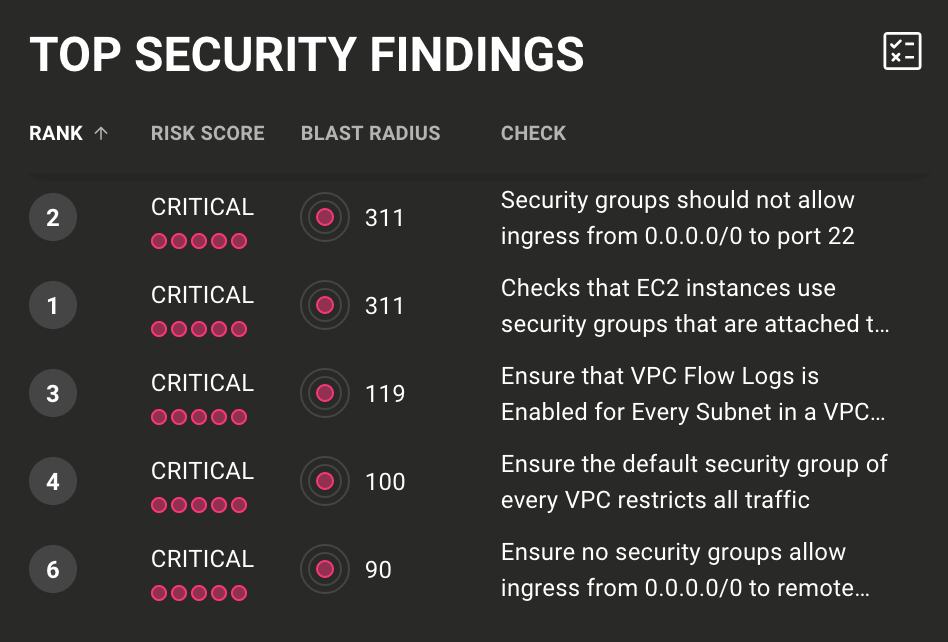 TOP SECURITY FINDINGS
RANK ↑ RISK SCORE BLAST RADIUS CHECK
2 CRITICAL 311 Security groups should not allow
ingress from 0.0.0.0/0 to port 22
1 CRITICAL 311 Checks that EC2 instances use
security groups that are attached t...
3 CRITICAL 119 Ensure that VPC Flow Logs is
Enabled for Every Subnet in a VPC...
4 CRITICAL 100 Ensure the default security group of
every VPC restricts all traffic
6 CRITICAL 90 Ensure no security groups allow
ingress from 0.0.0.0/0 to remote...